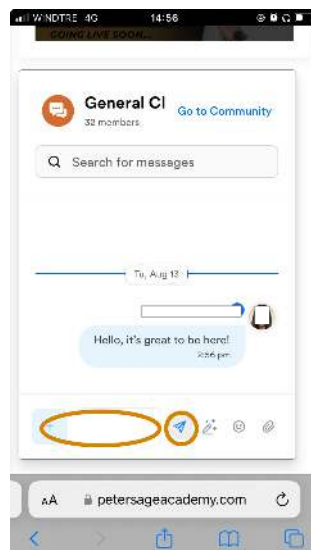 WINDTRE 4G 14:56
GOING LIVE SOON...
General Cl
Go to Community
32 members
Search for messages
Tu, Aug 13
Hello, it's great to be here!
2:56 pm
AA petersageacademy.com